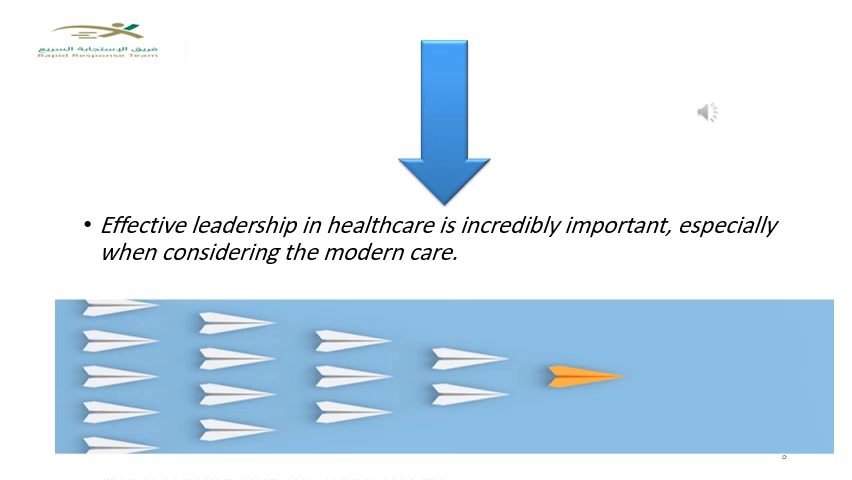 فريق الإستجابة السريع
Rapid Response Team
• Effective leadership in healthcare is incredibly important, especially
when considering the modern care.